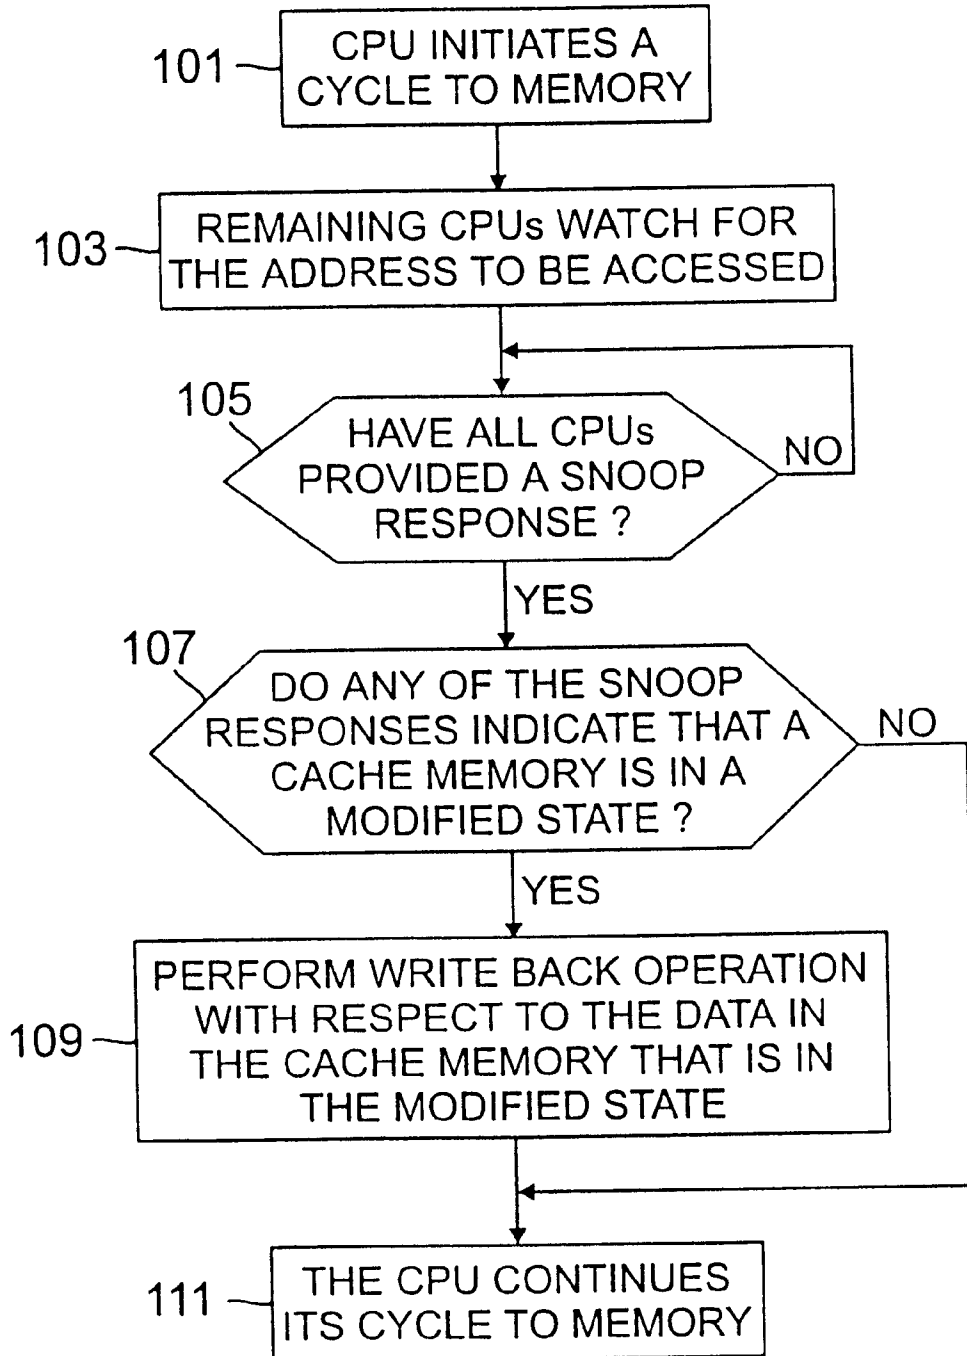 101
CPU INITIATES A
CYCLE TO MEMORY
103
REMAINING CPUs WATCH FOR
THE ADDRESS TO BE ACCESSED
105
HAVE ALL CPUs
PROVIDED A SNOOP
RESPONSE ?
NO
YES
107
DO ANY OF THE SNOOP
RESPONSES INDICATE THAT A
CACHE MEMORY IS IN A
MODIFIED STATE ?
NO
YES
109
PERFORM WRITE BACK OPERATION
WITH RESPECT TO THE DATA IN
THE CACHE MEMORY THAT IS IN
THE MODIFIED STATE
111
THE CPU CONTINUES
ITS CYCLE TO MEMORY